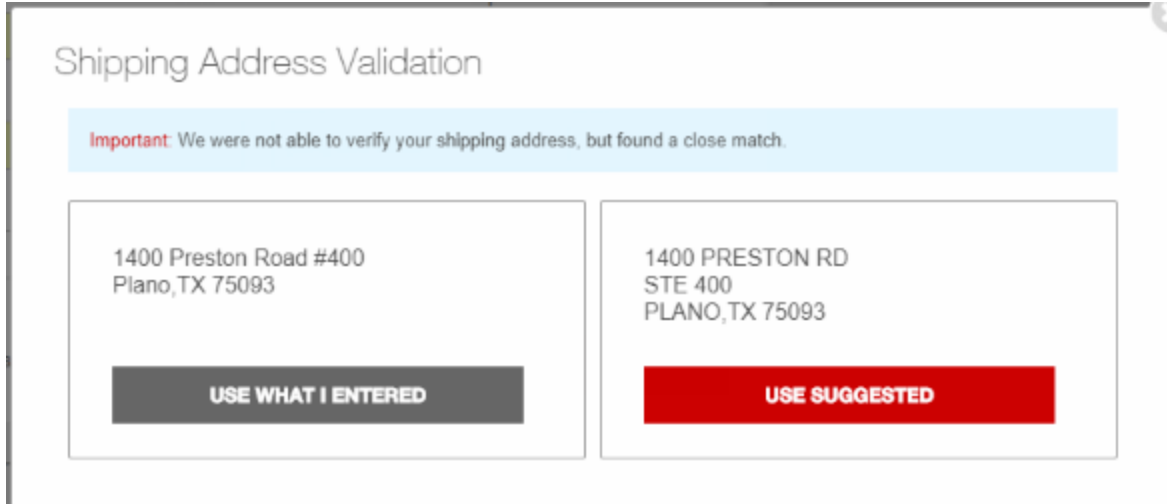 Shipping Address Validation
Important: We were not able to verify your shipping address, but found a close match.
1400 Preston Road #400
Plano,TX 75093
USE WHAT I ENTERED
1400 PRESTON RD
STE 400
PLANO,TX 75093
USE SUGGESTED